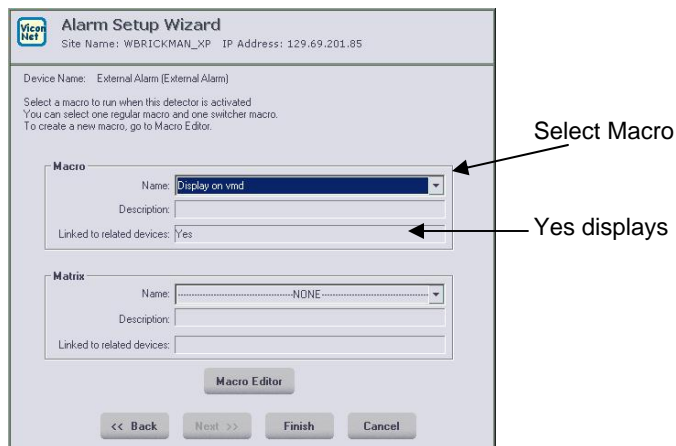 Vicon
Net
Alarm Setup Wizard
Site Name: WBRICKMAN_XP IP Address: 129.69.201.85
Device Name: External Alarm (External Alarm)
Select a macro to run when this detector is activated
You can select one regular macro and one switcher macro.
To create a new macro, go to Macro Editor.
Select Macro
Macro
Name: Display on vmd
Description:
Linked to related devices: Yes
Yes displays
Matrix
Name: ----------------------------------------NONE----------------------------------------
Description:
Linked to related devices:
Macro Editor
<< Back Next >> Finish Cancel